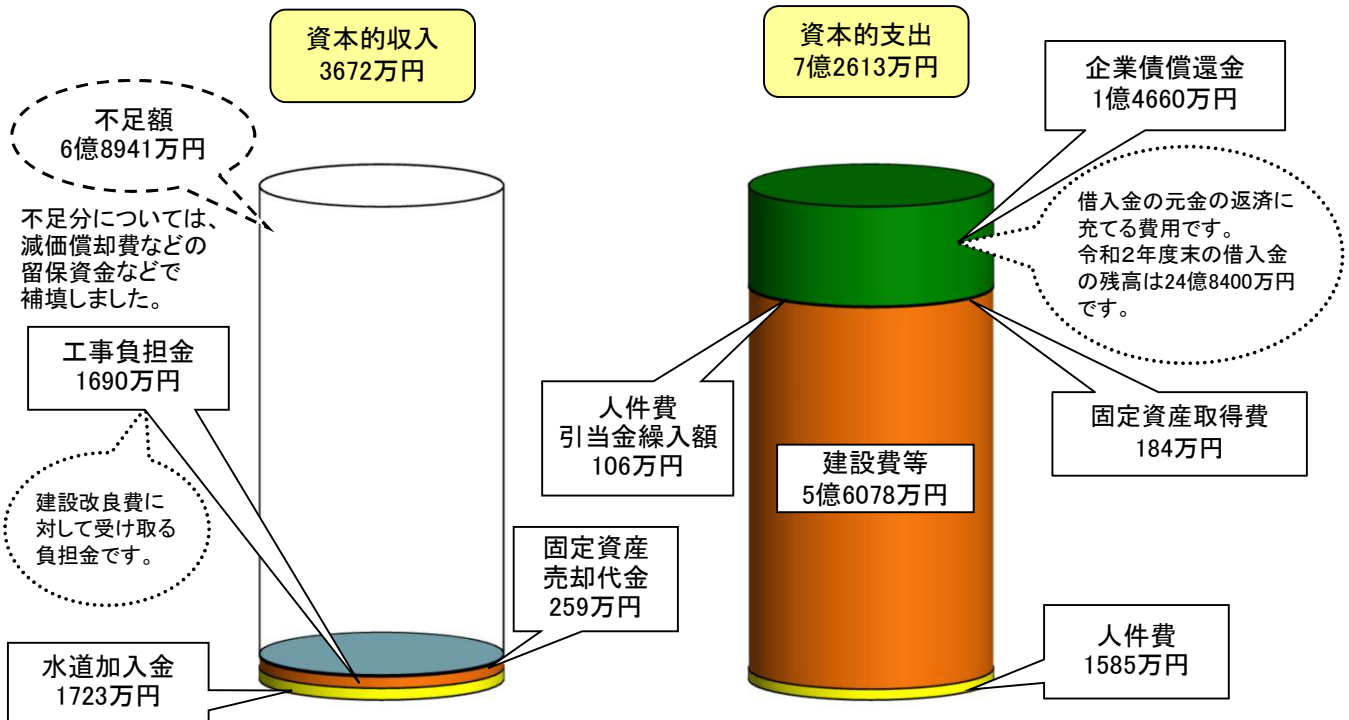 資本的収入
3672万円
資本的支出
7億2613万円
企業債償還金
1億4660万円
不足額
6億8941万円
不足分については、
減価償却費などの
留保資金などで
補填しました。
借入金の元金の返済に
充てる費用です。
令和2年度末の借入金
の残高は24億8400万円
です。
工事負担金
1690万円
人件費
引当金繰入額
106万円
固定資産取得費
184万円
建設費等
5億6078万円
建設改良費に
対して受け取る
負担金です。
固定資産
売却代金
259万円
水道加入金
1723万円
人件費
1585万円